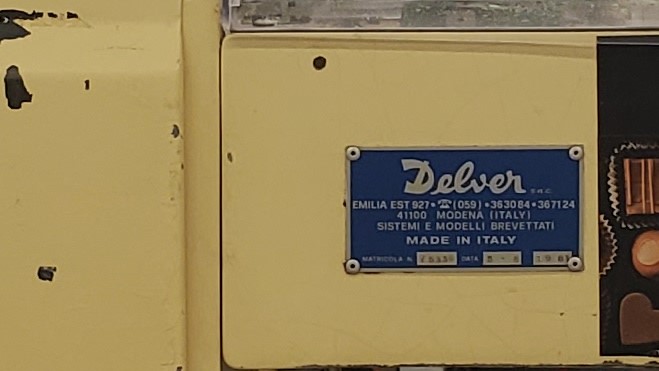 Delver s.n.c.
EMILIA EST 927 • ☎ (059) • 363084 • 367124
41100 MODENA (ITALY)
SISTEMI E MODELLI BREVETTATI
MADE IN ITALY
MATRICOLA N. DATA